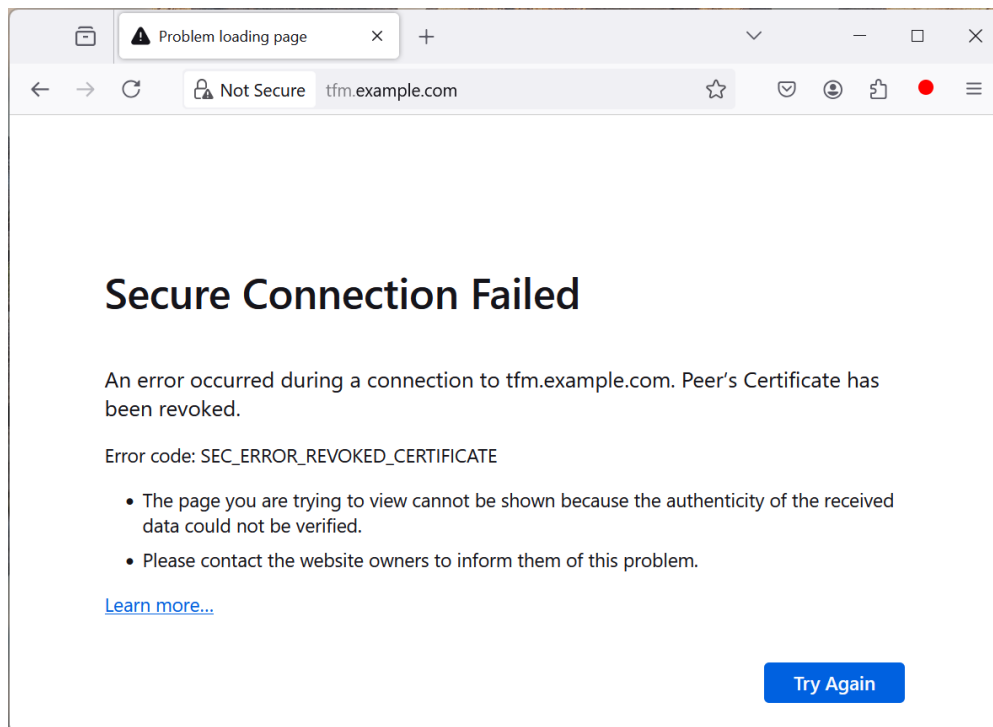 Problem loading page
Not Secure tfm.example.com
Secure Connection Failed
An error occurred during a connection to tfm.example.com. Peer’s Certificate has
been revoked.
Error code: SEC_ERROR_REVOKED_CERTIFICATE
• The page you are trying to view cannot be shown because the authenticity of the received
data could not be verified.
• Please contact the website owners to inform them of this problem.
Learn more...
Try Again